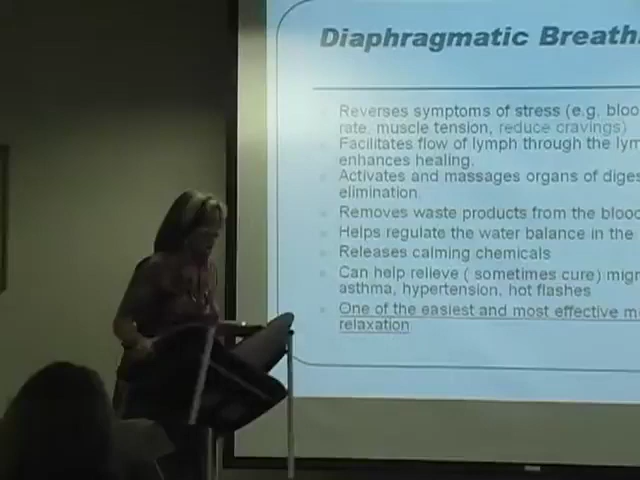 Diaphragmatic Breath
Reverses symptoms of stress (e.g. bloo
rate, muscle tension, reduce cravings)
Facilitates flow of lymph through the lym
enhances healing.
Activates and massages organs of diges
elimination
Removes waste products from the blood
Helps regulate the water balance in the
Releases calming chemicals
Can help relieve ( sometimes cure) migr
asthma, hypertension, hot flashes
One of the easiest and most effective m
relaxation